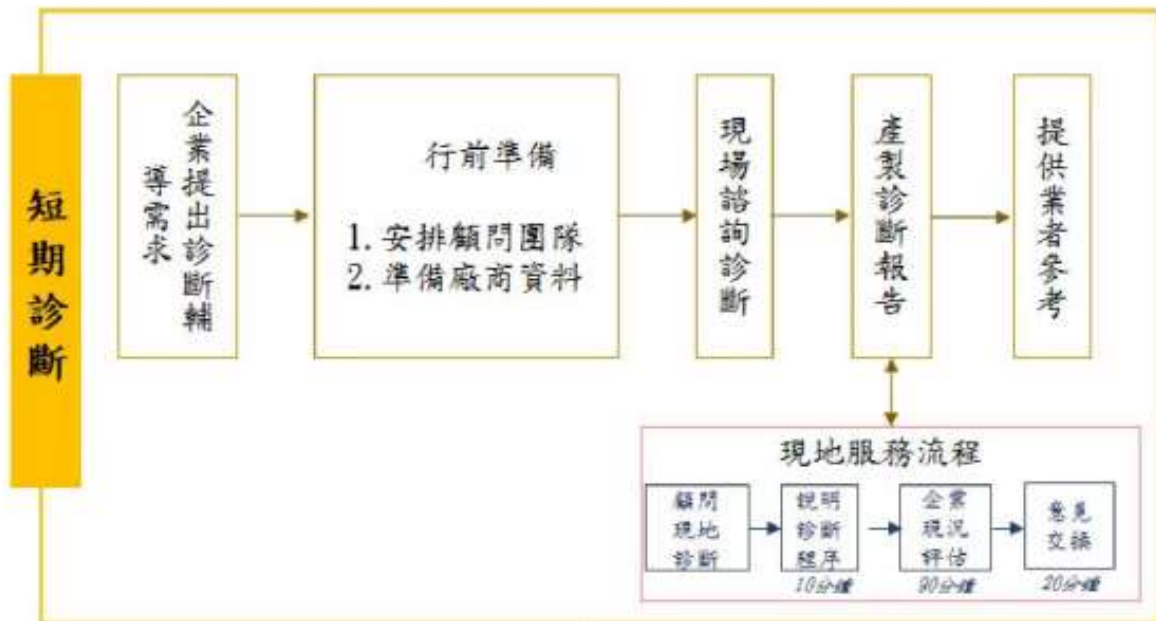 短期診斷
企業提出診斷輔
導需求
行前準備
1. 安排顧問團隊
2. 準備廠商資料
現場諮詢診斷
產製診斷報告
提供業者參考
現地服務流程
顧問
現地
診斷
說明
診斷
程序
10分鐘
企業
現況
評估
90分鐘
意見
交換
20分鐘